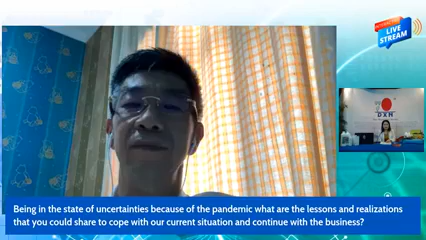 LIVE
STREAM
DXN
Being in the state of uncertainties because of the pandemic what are the lessons and realizations
that you could share to cope with our current situation and continue with the business?